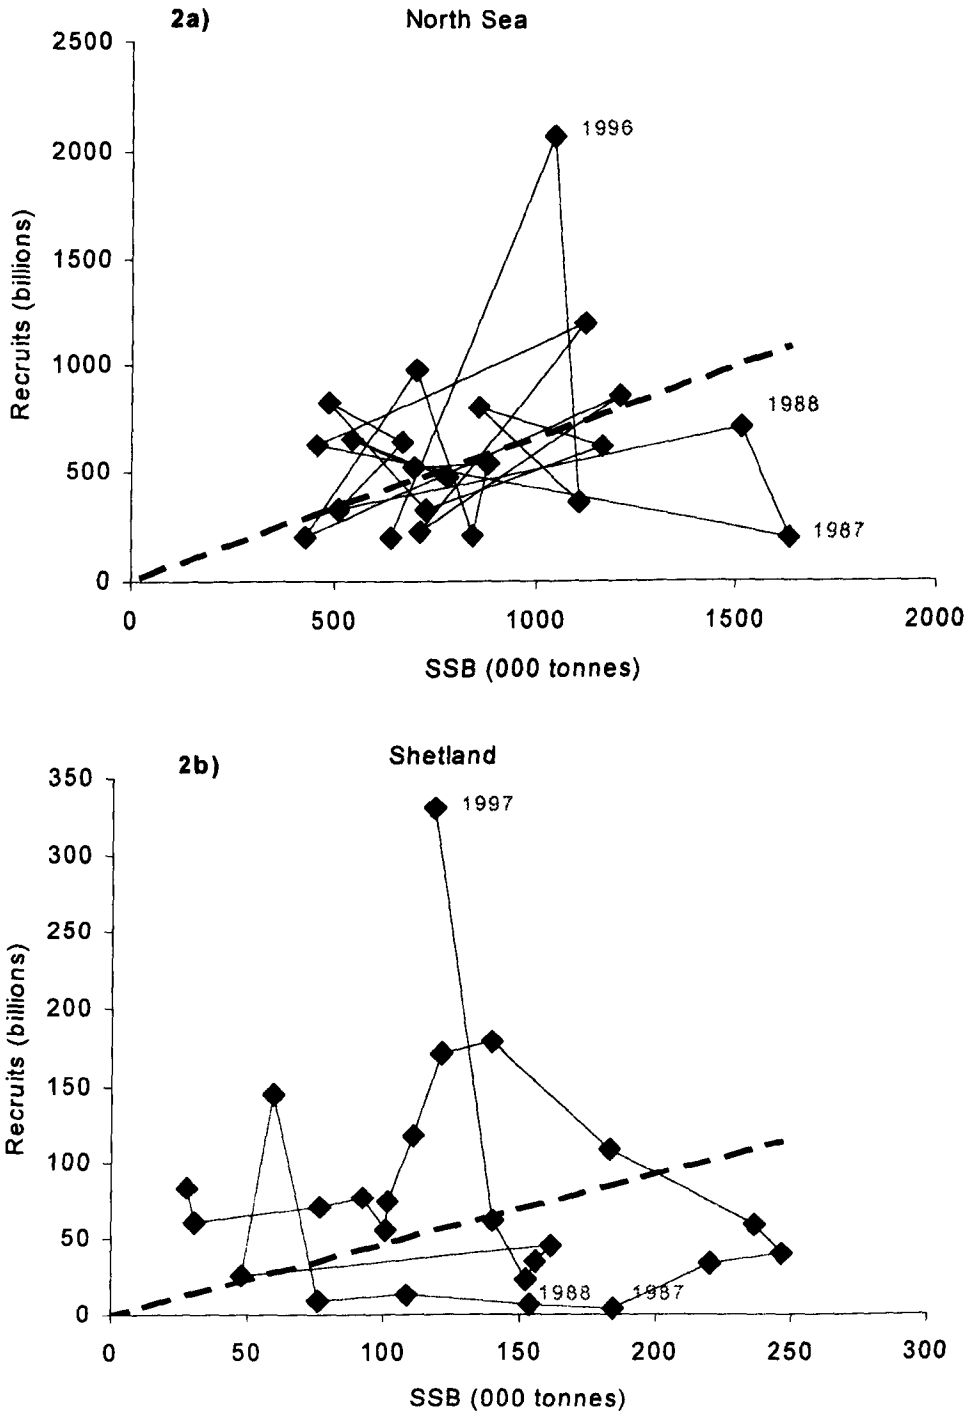 2a)
North Sea
2500
2000
1500
1000
500
0
Recruits (billions)
1996
1988
1987
0 500 1000 1500 2000
SSB (000 tonnes)
2b)
Shetland
350
300
250
200
150
100
50
0
Recruits (billions)
1997
1988 1987
0 50 100 150 200 250 300
SSB (000 tonnes)